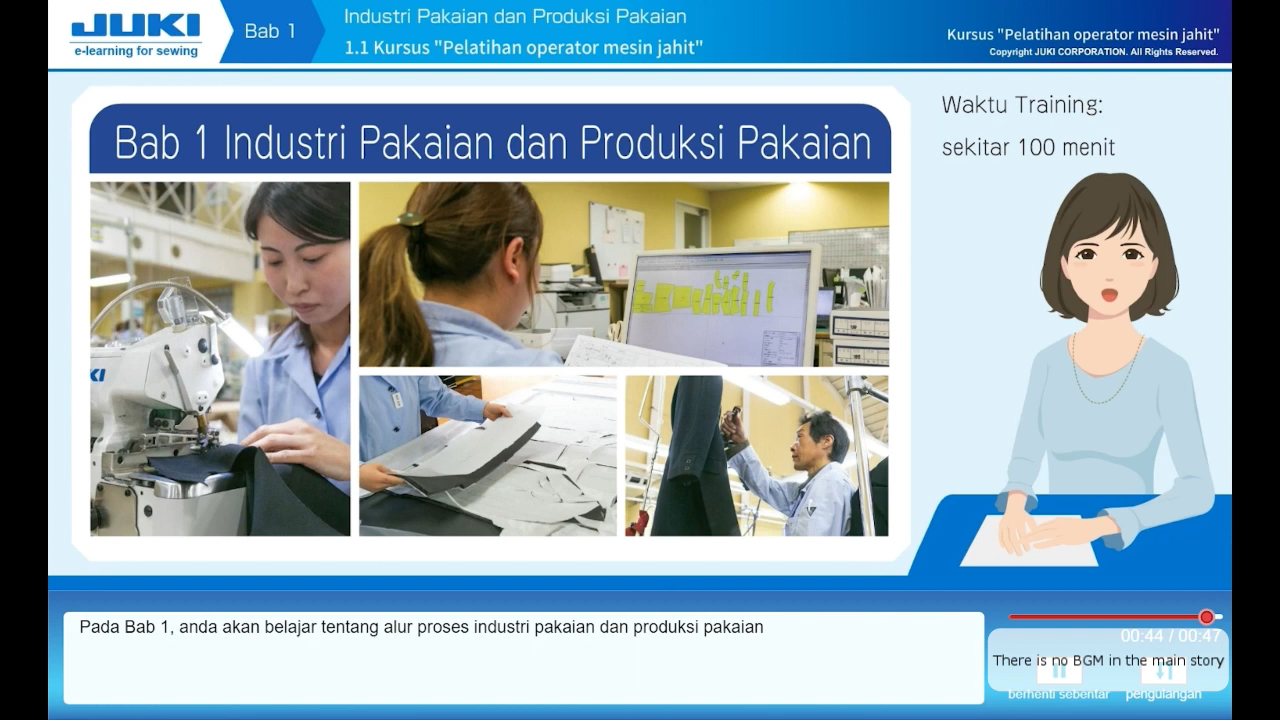 JUKI
e-learning for sewing
Bab 1
Industri Pakaian dan Produksi Pakaian
1.1 Kursus "Pelatihan operator mesin jahit"
Kursus "Pelatihan operator mesin jahit"
Copyright JUKI CORPORATION. All Rights Reserved.
Bab 1 Industri Pakaian dan Produksi Pakaian
Waktu Training:
sekitar 100 menit
KI
Pada Bab 1, anda akan belajar tentang alur proses industri pakaian dan produksi pakaian
00:44 / 00:47
There is no BGM in the main story
berhenti sebentar
pengulangan